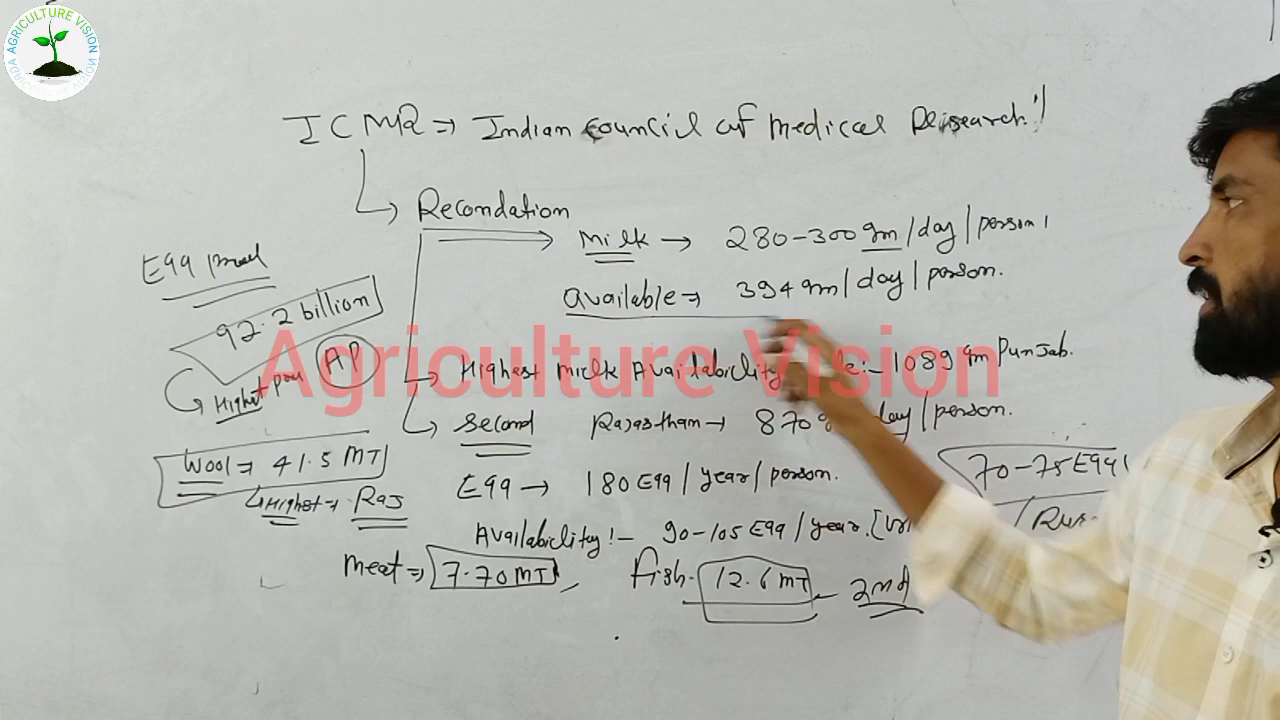 AGRICULTURE VISION
ICMR ⇒ Indian Council of Medical Research
Recondation
Milk → 280-300 gm/day/person
Available → 394 gm/day/person.
Egg
92.2 billion
Highest AP
Agriculture Vision
Highest Milk Availability 1089 gm Punjab.
Second Rajasthan → 870 day/person.
Wool ⇒ 41.5 MT
Highest → Raj
70-75 Egg
Egg → 180 Egg/year/person.
Availability :- 90-105 Egg/year.
Meat ⇒ 7.70 MT
Fish. 12.6 MT 2nd